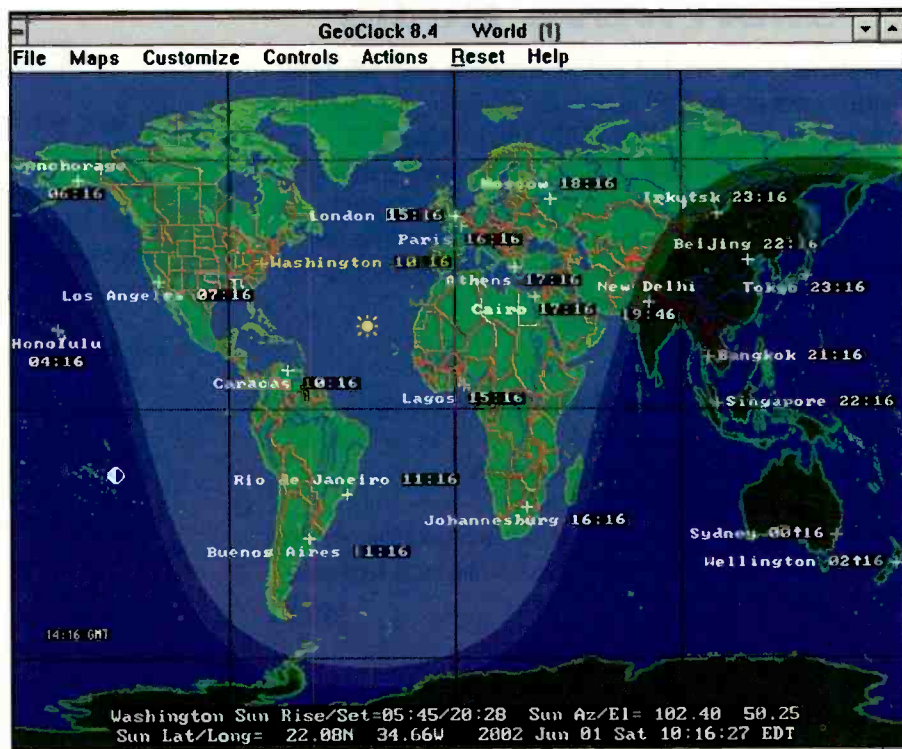 GeoClock 8.4 World (1)
File Maps Customize Controls Actions Reset Help
Anchorage
06:16
Moscow 18:16
London 15:16
Irkutsk 23:16
Paris 16:16
Beijing 22:16
Washington 10:16
Athens 17:16
New Delhi
19:46
Tokyo 23:16
Los Angeles 07:16
Cairo 17:16
Honolulu
04:16
Bangkok 21:16
Caracas 10:16
Lagos 15:16
Singapore 22:16
Rio de Janeiro 11:16
Johannesburg 16:16
Sydney 00↑16
Buenos Aires 11:16
Wellington 02↑16
14:16 GMT
Washington Sun Rise/Set=05:45/20:28 Sun Az/El= 102.40 50.25
Sun Lat/Long= 22.08N 34.66W 2002 Jun 01 Sat 10:16:27 EDT